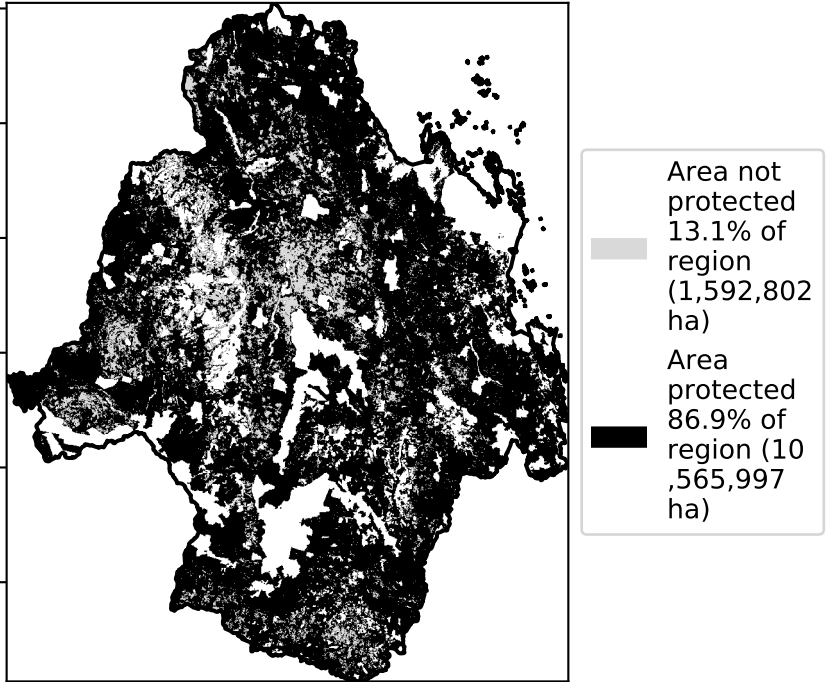 Area not
protected
13.1% of
region
(1,592,802
ha)
Area
protected
86.9% of
region (10
,565,997
ha)